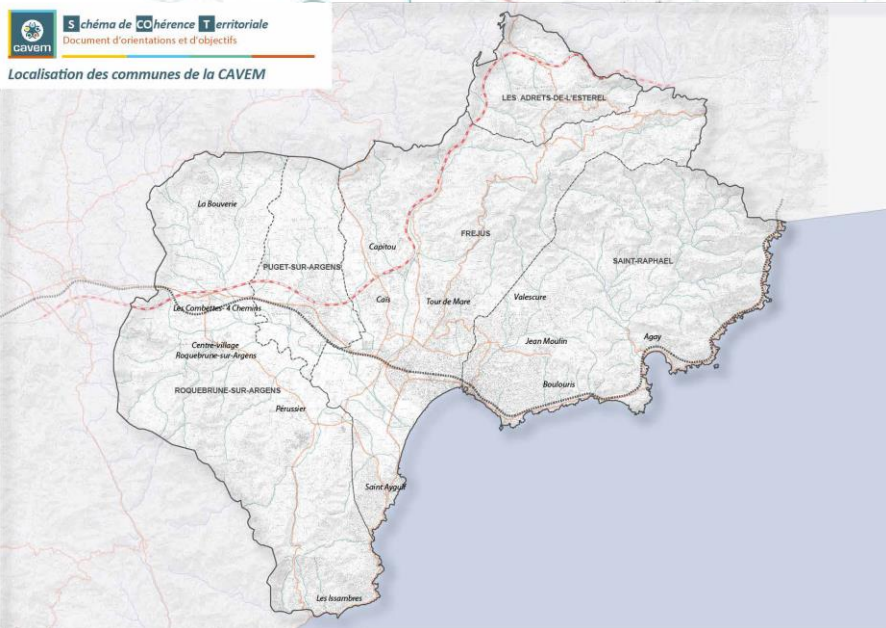 cavem
Schéma de COhérence Territoriale
Document d'orientations et d'objectifs
Localisation des communes de la CAVEM
LES ADRETS-DE-L'ESTEREL
La Bouverie
FREJUS
Capitou
PUGET-SUR-ARGENS
SAINT-RAPHAEL
Caïs
Tour de Mare
Valescure
Les Combettes- 4 Chemins
Centre-village
Roquebrune-sur-Argens
Jean Moulin
Agay
Boulouris
ROQUEBRUNE-SUR-ARGENS
Pérussier
Saint Aygulf
Les Issambres